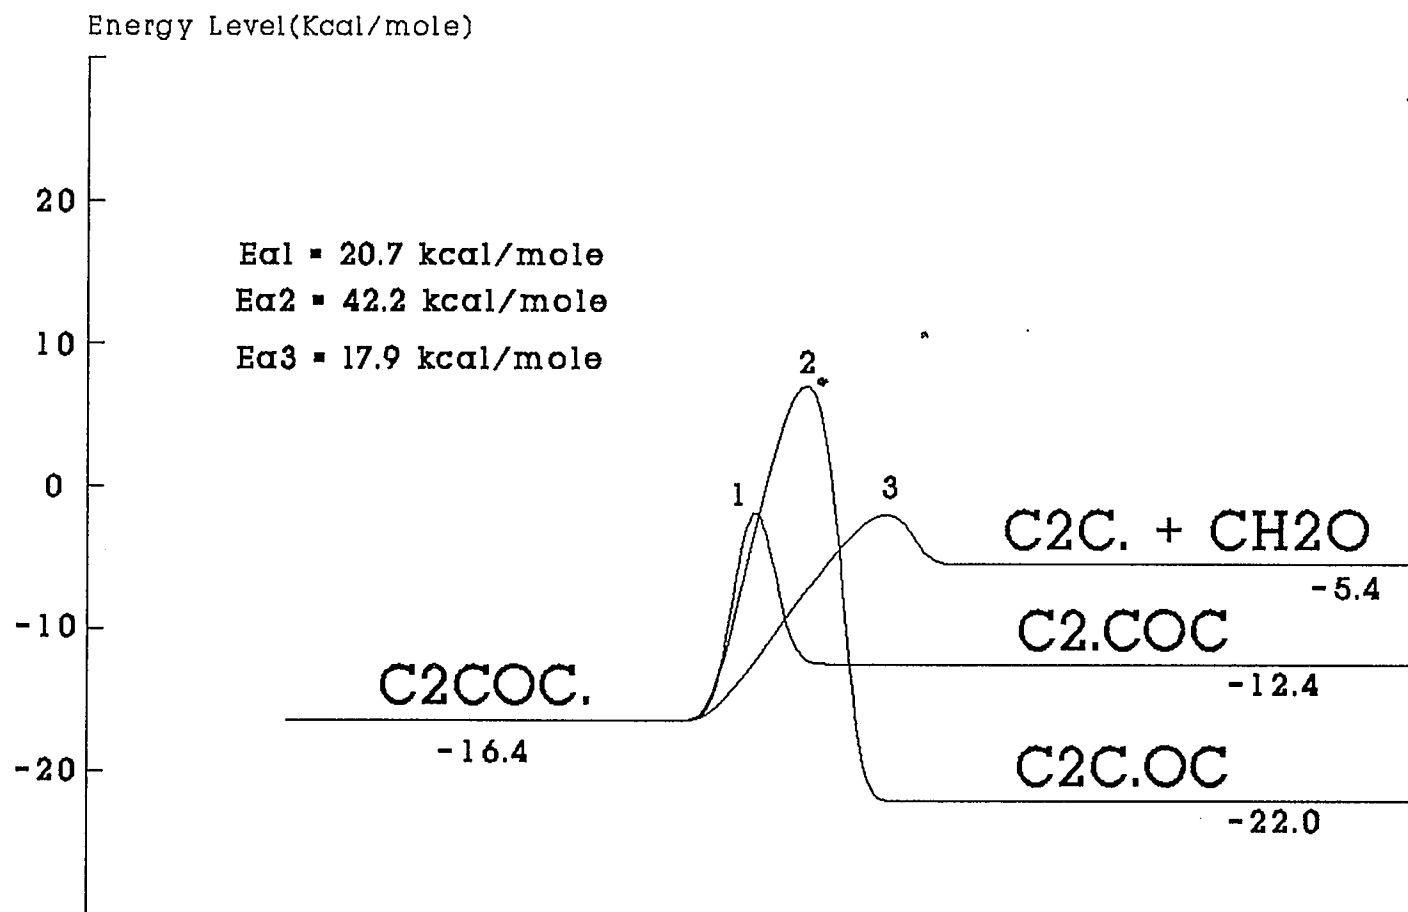 Energy Level(Kcal/mole)
20
Ea1 = 20.7 kcal/mole
Ea2 = 42.2 kcal/mole
10
Ea3 = 17.9 kcal/mole
2
0
1
3
C2C. + CH2O
-5.4
-10
C2.COC
C2COC.
-12.4
-16.4
-20
C2C.OC
-22.0